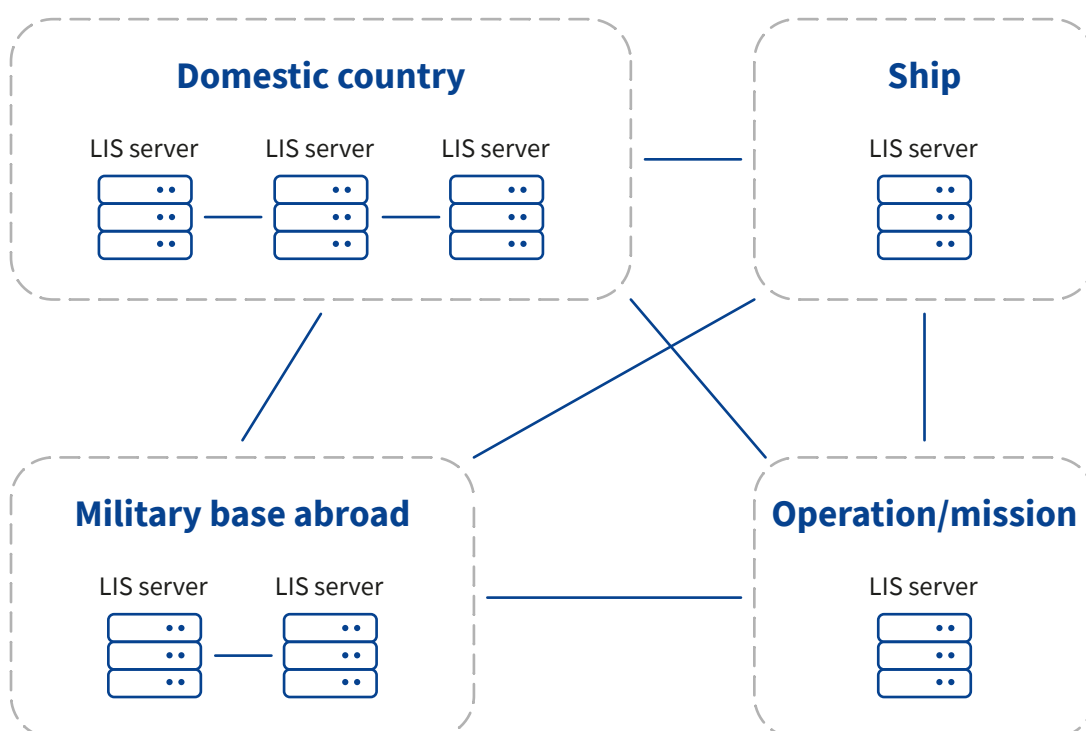 Domestic country
LIS server LIS server LIS server
Ship
LIS server
Military base abroad
LIS server LIS server
Operation/mission
LIS server